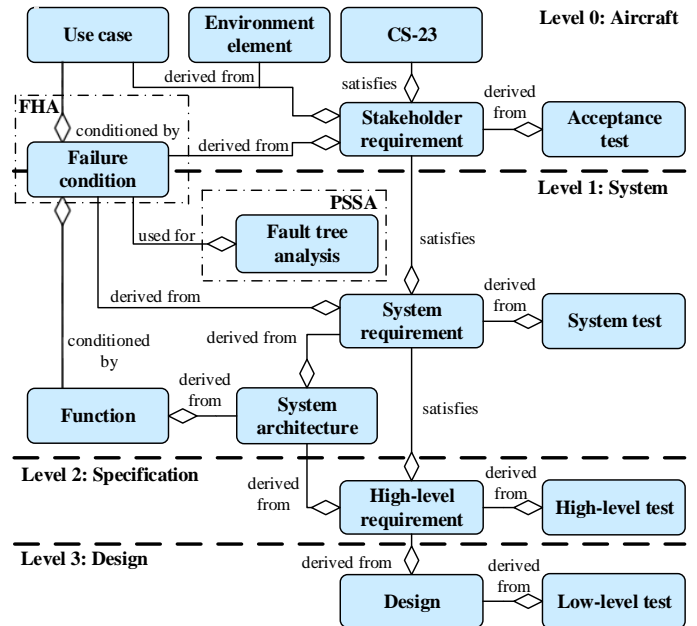 Use case
Environment
element
CS-23
Level 0: Aircraft
derived from
satisfies
FHA
conditioned by
derived from
Stakeholder
requirement
derived
from
Acceptance
test
Failure
condition
Level 1: System
PSSA
used for
Fault tree
analysis
satisfies
derived from
System
requirement
derived
from
System test
conditioned
by
derived from
Function
derived
from
System
architecture
satisfies
Level 2: Specification
derived
from
High-level
requirement
derived
from
High-level test
Level 3: Design
derived from
Design
derived
from
Low-level test